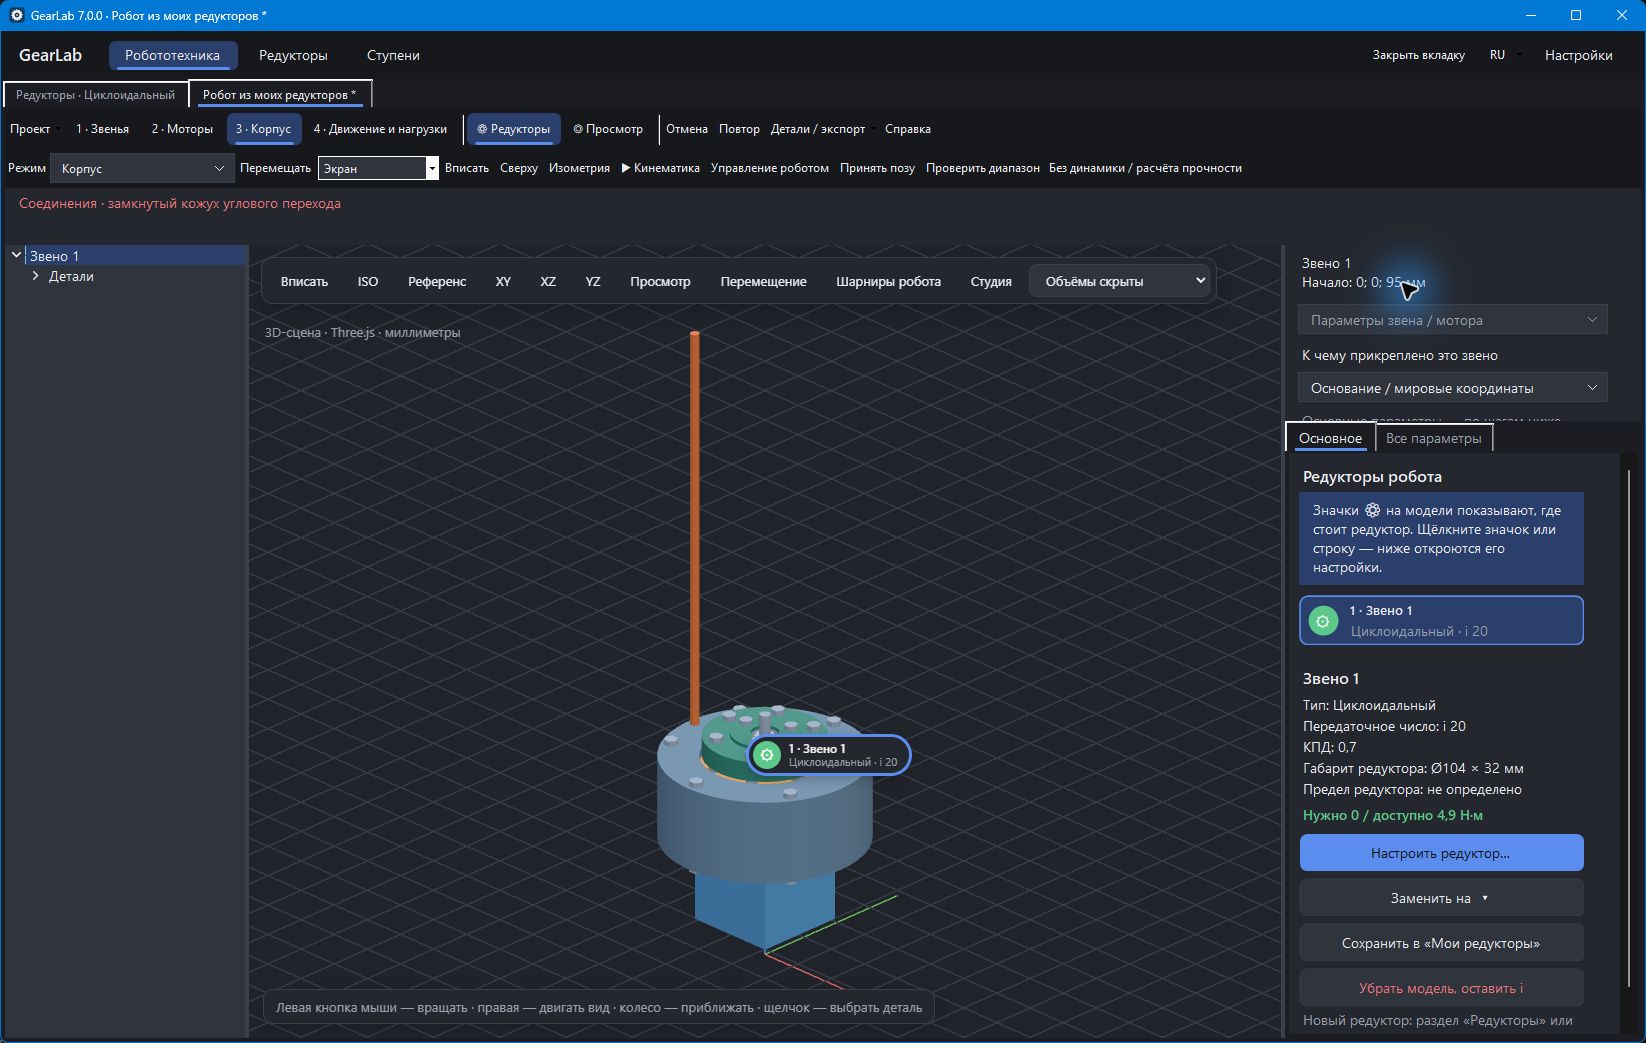 GearLab 7.0.0 · Робот из моих редукторов *
GearLab Робототехника Редукторы Ступени Закрыть вкладку RU Настройки
Редукторы · Циклоидальный Робот из моих редукторов *
Проект 1 · Звенья 2 · Моторы 3 · Корпус 4 · Движение и нагрузки Редукторы Просмотр Отмена Повтор Детали / экспорт Справка
Режим Корпус Перемещать Экран Вписать Сверху Изометрия ▶ Кинематика Управление роботом Принять позу Проверить диапазон Без динамики / расчёта прочности
Соединения · замкнутый кожух углового перехода
Звено 1
Детали
Вписать ISO Референс XY XZ YZ Просмотр Перемещение Шарниры робота Студия Объёмы скрыты
3D-сцена · Three.js · миллиметры
1 · Звено 1
Циклоидальный · i 20
Левая кнопка мыши — вращать · правая — двигать вид · колесо — приближать · щелчок — выбрать деталь
Звено 1
Начало: 0; 0; 95 мм
Параметры звена / мотора
К чему прикреплено это звено
Основание / мировые координаты
Основное Все параметры
Редукторы робота
Значки на модели показывают, где
стоит редуктор. Щёлкните значок или
строку — ниже откроются его
настройки.
1 · Звено 1
Циклоидальный · i 20
Звено 1
Тип: Циклоидальный
Передаточное число: i 20
КПД: 0,7
Габарит редуктора: Ø104 × 32 мм
Предел редуктора: не определено
Нужно 0 / доступно 4,9 Н·м
Настроить редуктор...
Заменить на ▾
Сохранить в «Мои редукторы»
Убрать модель, оставить i
Новый редуктор: раздел «Редукторы» или